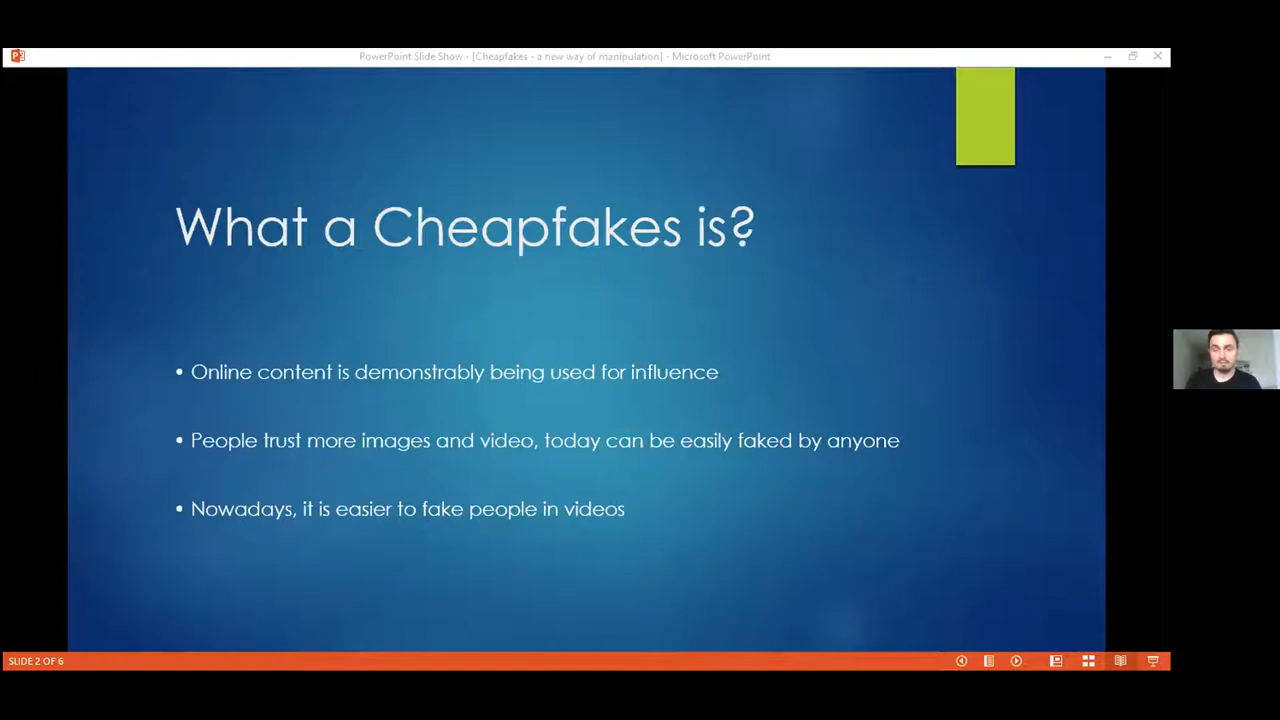 PowerPoint Slide Show - [Cheapfakes - a new way of manipulation] - Microsoft PowerPoint
What a Cheapfakes is?
• Online content is demonstrably being used for influence
• People trust more images and video, today can be easily faked by anyone
• Nowadays, it is easier to fake people in videos
SLIDE 2 OF 6